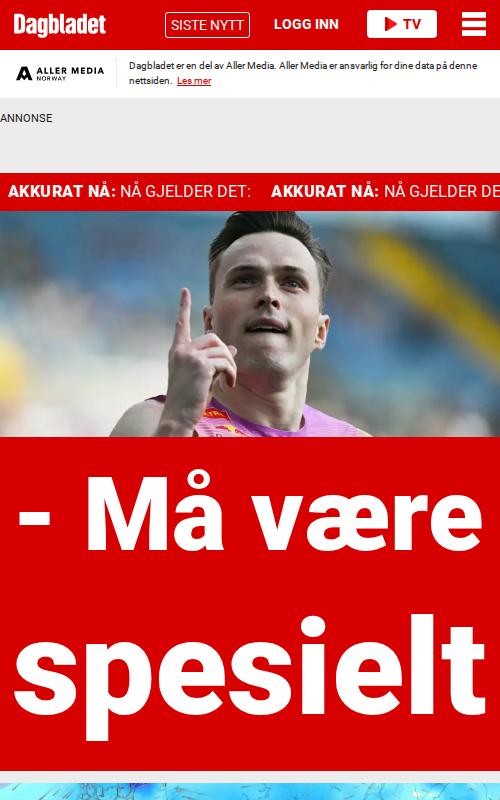 Dagbladet
SISTE NYTT
LOGG INN
TV
ALLER MEDIA
NORWAY
Dagbladet er en del av Aller Media. Aller Media er ansvarlig for dine data på denne
nettsiden. Les mer
ANNONSE
AKKURAT NÅ: NÅ GJELDER DET: AKKURAT NÅ: NÅ GJELDER DE
- Må være
spesielt